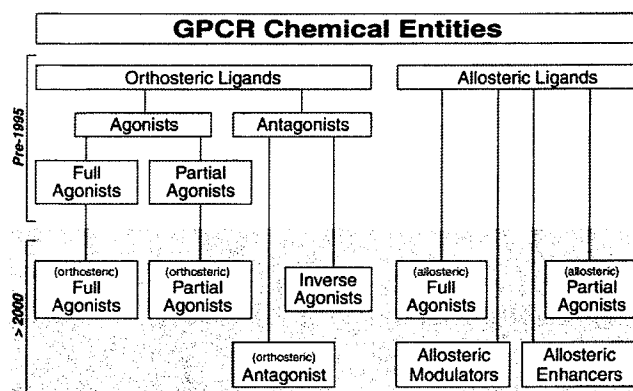 GPCR Chemical Entities
Orthosteric Ligands
Allosteric Ligands
Pre-1995
Agonists
Antagonists
Full
Agonists
Partial
Agonists
> 2000
(orthosteric)
Full
Agonists
(orthosteric)
Partial
Agonists
Inverse
Agonists
(allosteric)
Full
Agonists
(allosteric)
Partial
Agonists
(orthosteric)
Antagonist
Allosteric
Modulators
Allosteric
Enhancers